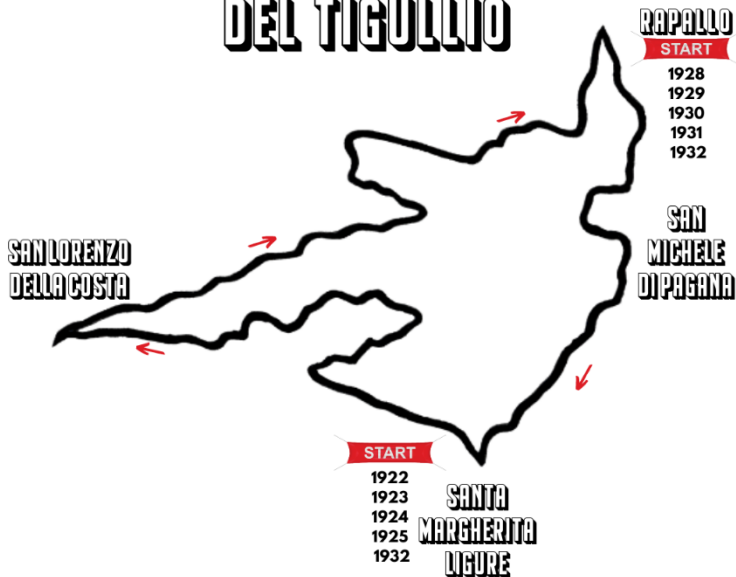 DEL TIGULLIO
RAPALLO
START
1928
1929
1930
1931
1932
SAN
MICHELE
DI PAGANA
SAN LORENZO
DELLA COSTA
START
1922
1923
1924
1925
1932
SANTA
MARGHERITA
LIGURE